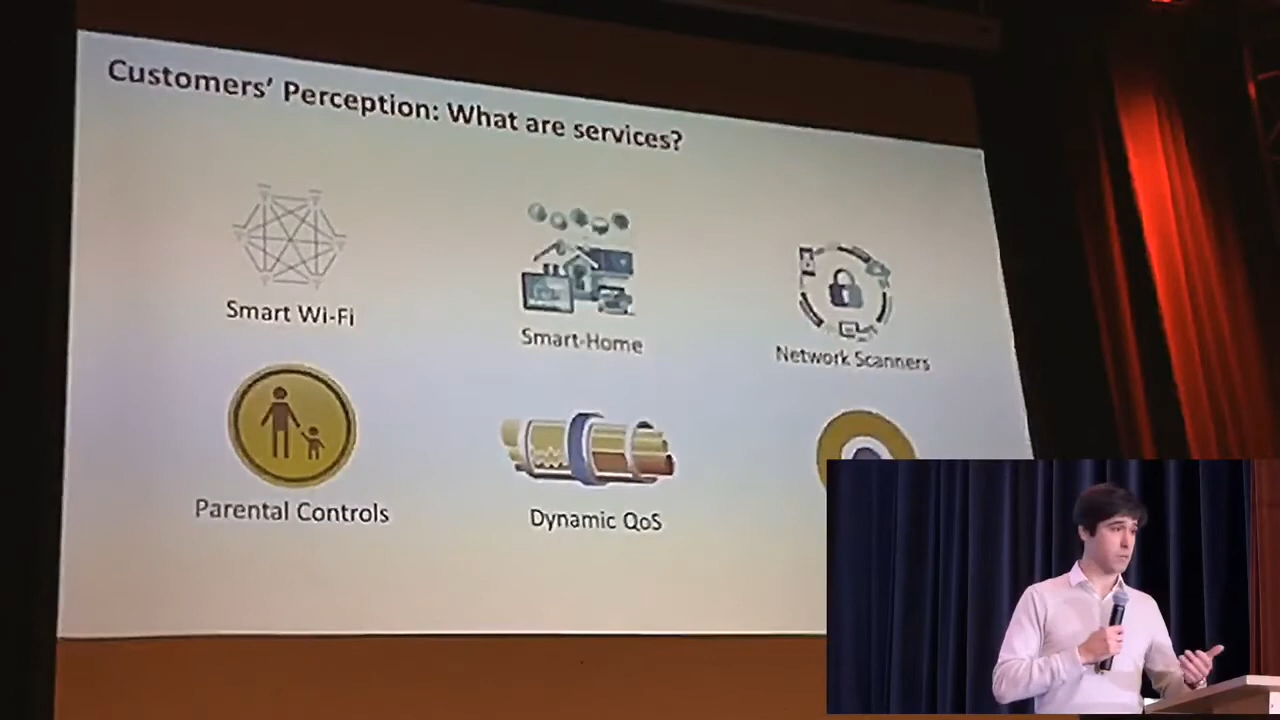 Customers' Perception: What are services?
Smart Wi-Fi
Smart-Home
Network Scanners
Parental Controls
Dynamic QoS